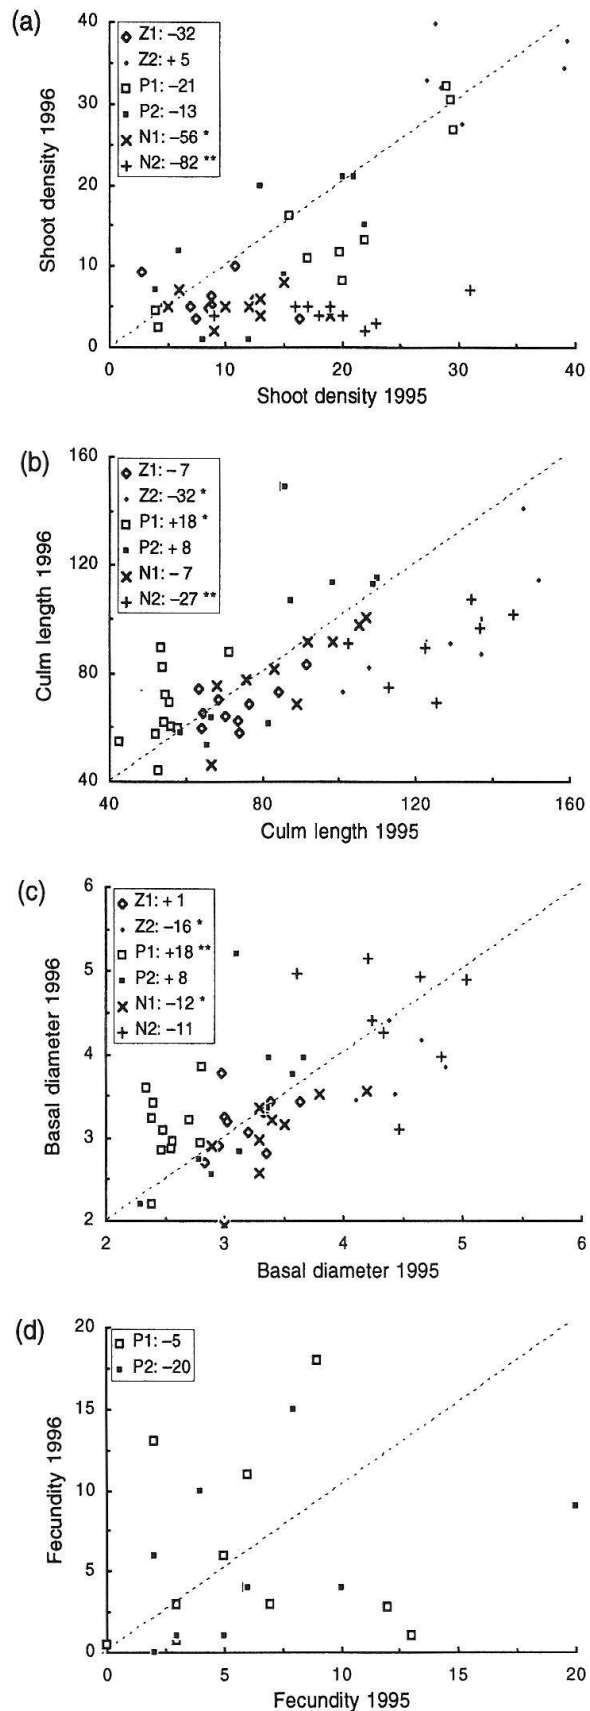 (a)
40
30
20
10
0
Shoot density 1996
Z1: −32
Z2: + 5
P1: −21
P2: −13
N1: −56 *
N2: −82 **
0 10 20 30 40
Shoot density 1995
(b)
160
120
80
40
Culm length 1996
Z1: − 7
Z2: −32 *
P1: +18 *
P2: + 8
N1: − 7
N2: −27 **
40 80 120 160
Culm length 1995
(c)
6
5
4
3
2
Basal diameter 1996
Z1: + 1
Z2: −16 *
P1: +18 **
P2: + 8
N1: −12 *
N2: −11
2 3 4 5 6
Basal diameter 1995
(d)
20
15
10
5
0
Fecundity 1996
P1: −5
P2: −20
0 5 10 15 20
Fecundity 1995